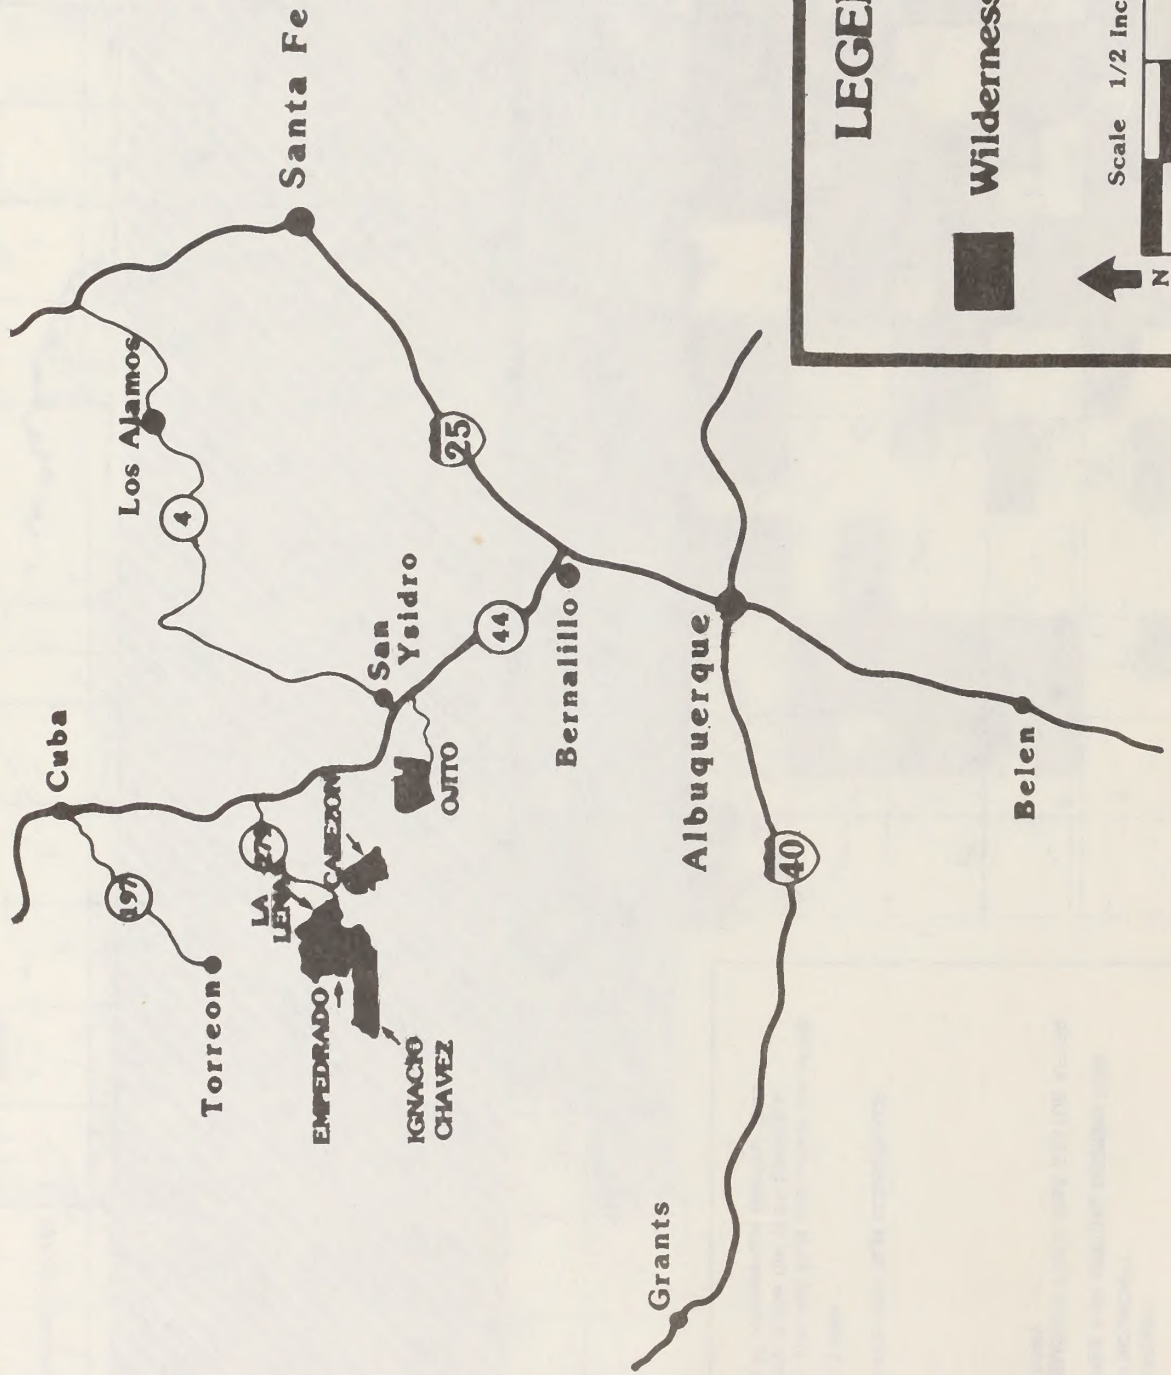 Cuba
197
Torreon
LA
LENA
279
CABEZON
EMPEDRADO
IGNACIO
CHAVEZ
OJITO
San
Ysidro
44
4
Los Alamos
Santa Fe
25
Bernalillo
Albuquerque
40
Grants
Belen
Wilderness
Scale 1/2 Inc
N